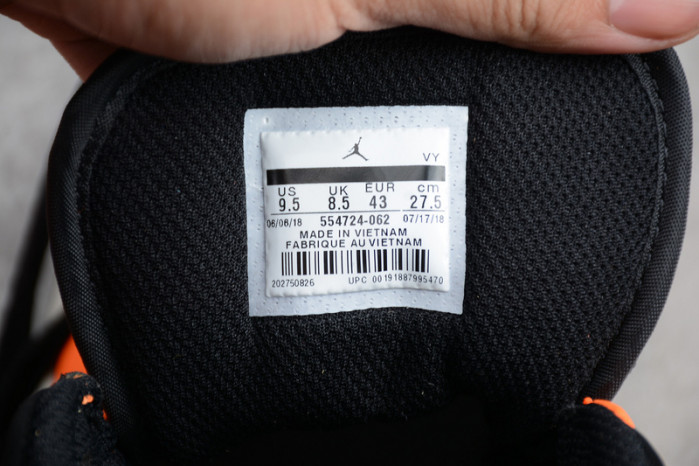 VY
US UK EUR cm
9.5 8.5 43 27.5
06/06/18 554724-062 07/17/18
MADE IN VIETNAM
FABRIQUE AU VIETNAM
202750826 UPC 00191887995470